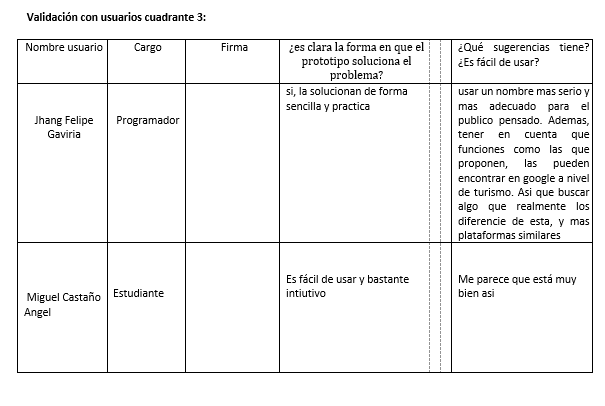 Validación con usuarios cuadrante 3:
Nombre usuario
Cargo
Firma
¿es clara la forma en que el
prototipo soluciona el
problema?
¿Qué sugerencias tiene?
¿Es fácil de usar?
Jhang Felipe
Gaviria
Programador
si, la solucionan de forma
sencilla y practica
usar un nombre mas serio y
mas adecuado para el
publico pensado. Ademas,
tener en cuenta que
funciones como las que
proponen, las pueden
encontrar en google a nivel
de turismo. Asi que buscar
algo que realmente los
diferencie de esta, y mas
plataformas similares
Miguel Castaño
Angel
Estudiante
Es fácil de usar y bastante
intiutivo
Me parece que está muy
bien asi